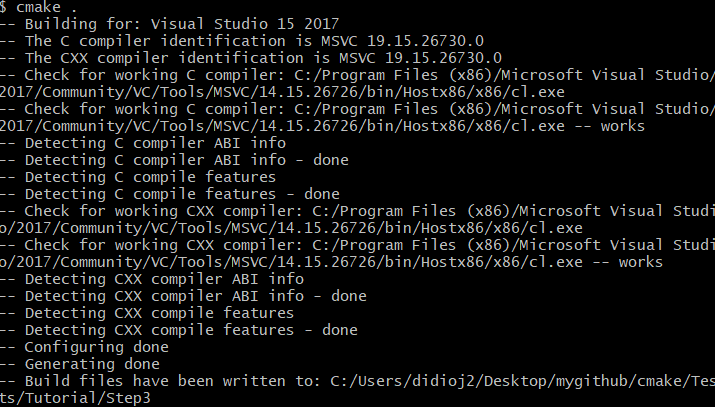 $ cmake .
-- Building for: Visual Studio 15 2017
-- The C compiler identification is MSVC 19.15.26730.0
-- The CXX compiler identification is MSVC 19.15.26730.0
-- Check for working C compiler: C:/Program Files (x86)/Microsoft Visual Studio/
2017/Community/VC/Tools/MSVC/14.15.26726/bin/Hostx86/x86/cl.exe
-- Check for working C compiler: C:/Program Files (x86)/Microsoft Visual Studio/
2017/Community/VC/Tools/MSVC/14.15.26726/bin/Hostx86/x86/cl.exe -- works
-- Detecting C compiler ABI info
-- Detecting C compiler ABI info - done
-- Detecting C compile features
-- Detecting C compile features - done
-- Check for working CXX compiler: C:/Program Files (x86)/Microsoft Visual Studi
o/2017/Community/VC/Tools/MSVC/14.15.26726/bin/Hostx86/x86/cl.exe
-- Check for working CXX compiler: C:/Program Files (x86)/Microsoft Visual Studi
o/2017/Community/VC/Tools/MSVC/14.15.26726/bin/Hostx86/x86/cl.exe -- works
-- Detecting CXX compiler ABI info
-- Detecting CXX compiler ABI info - done
-- Detecting CXX compile features
-- Detecting CXX compile features - done
-- Configuring done
-- Generating done
-- Build files have been written to: C:/Users/didioj2/Desktop/mygithub/cmake/Tes
ts/Tutorial/Step3